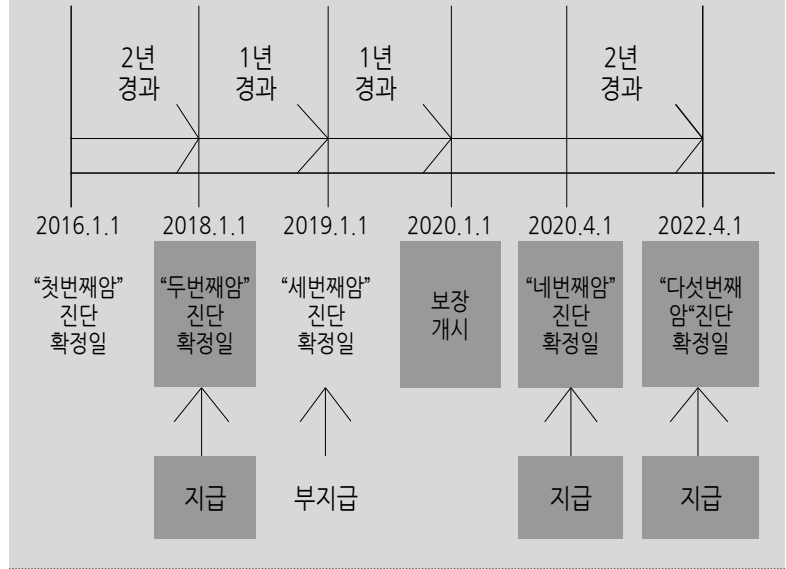 2년
경과
1년
경과
1년
경과
2년
경과
2016.1.1
2018.1.1
2019.1.1
2020.1.1
2020.4.1
2022.4.1
“첫번째암”
진단
확정일
“두번째암”
진단
확정일
“세번째암”
진단
확정일
보장
개시
“네번째암”
진단
확정일
“다섯번째
암“진단
확정일
지급
부지급
지급
지급